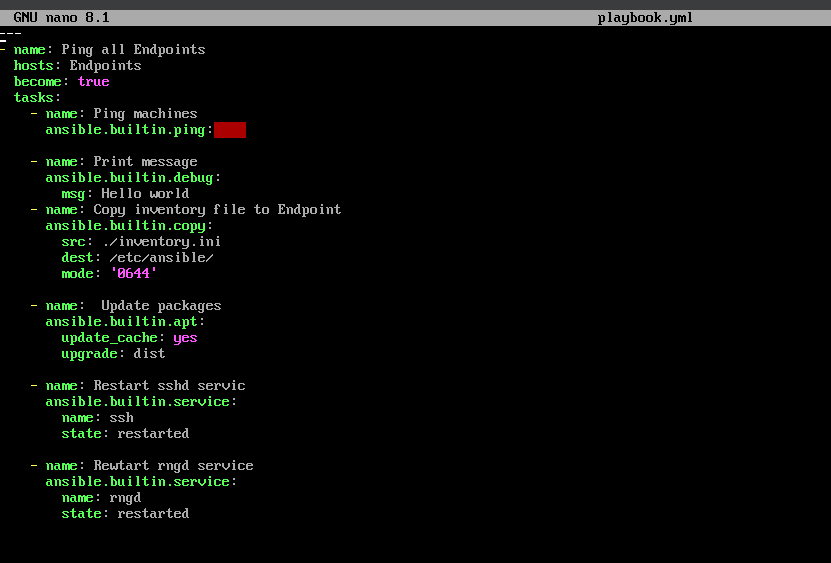 GNU nano 8.1 playbook.yml
---
- name: Ping all Endpoints
  hosts: Endpoints
  become: true
  tasks:
    - name: Ping machines
      ansible.builtin.ping:

    - name: Print message
      ansible.builtin.debug:
        msg: Hello world
    - name: Copy inventory file to Endpoint
      ansible.builtin.copy:
        src: ./inventory.ini
        dest: /etc/ansible/
        mode: '0644'

    - name:  Update packages
      ansible.builtin.apt:
        update_cache: yes
        upgrade: dist

    - name: Restart sshd servic
      ansible.builtin.service:
        name: ssh
        state: restarted

    - name: Rewtart rngd service
      ansible.builtin.service:
        name: rngd
        state: restarted